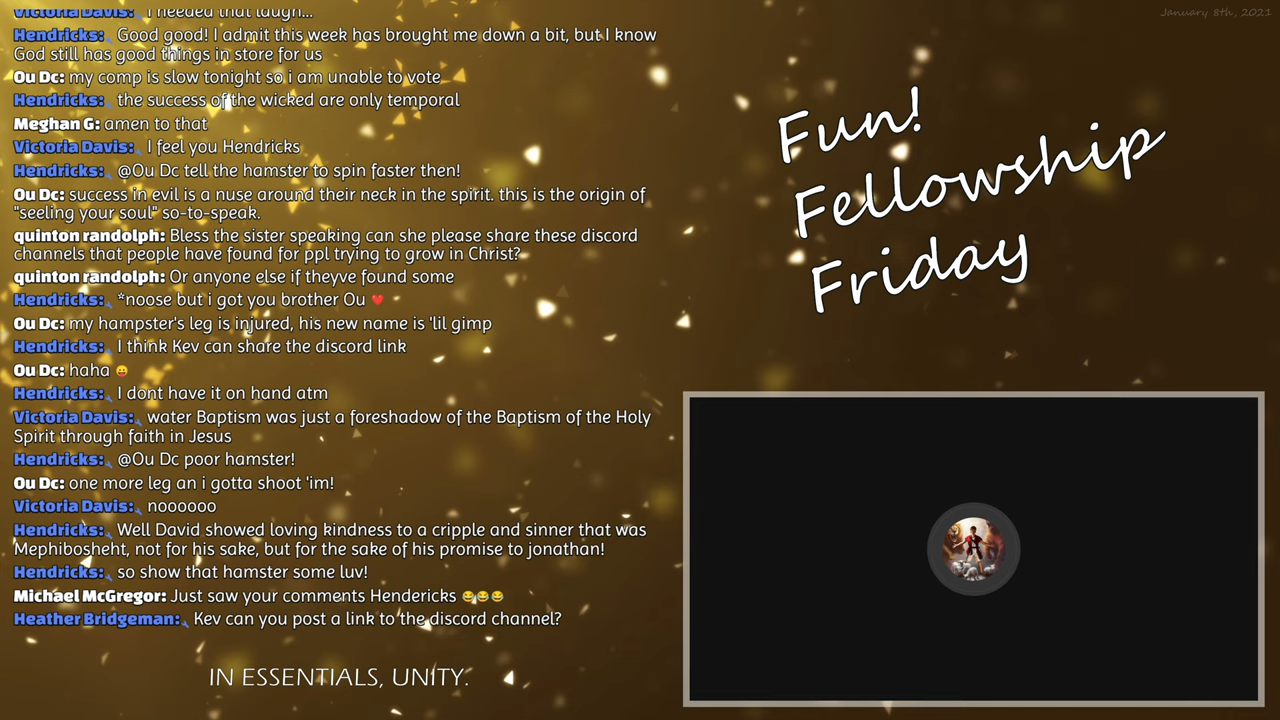 Victoria Davis: I needed that laugh...
Hendricks: Good good! I admit this week has brought me down a bit, but I know
God still has good things in store for us
Ou Dc: my comp is slow tonight so i am unable to vote
Hendricks: the success of the wicked are only temporal
Meghan G: amen to that
Victoria Davis: I feel you Hendricks
Hendricks: @Ou Dc tell the hamster to spin faster then!
Ou Dc: success in evil is a nuse around their neck in the spirit. this is the origin of
"seeling your soul" so-to-speak.
quinton randolph: Bless the sister speaking can she please share these discord
channels that people have found for ppl trying to grow in Christ?
quinton randolph: Or anyone else if theyve found some
Hendricks: *noose but i got you brother Ou ❤️
Ou Dc: my hampster's leg is injured, his new name is 'lil gimp
Hendricks: I think Kev can share the discord link
Ou Dc: haha 😛
Hendricks: I dont have it on hand atm
Victoria Davis: water Baptism was just a foreshadow of the Baptism of the Holy
Spirit through faith in Jesus
Hendricks: @Ou Dc poor hamster!
Ou Dc: one more leg an i gotta shoot 'im!
Victoria Davis: noooooo
Hendricks: Well David showed loving kindness to a cripple and sinner that was
Mephibosheht, not for his sake, but for the sake of his promise to jonathan!
Hendricks: so show that hamster some luv!
Michael McGregor: Just saw your comments Hendericks 😂😂😂
Heather Bridgeman: Kev can you post a link to the discord channel?
IN ESSENTIALS, UNITY.
January 8th, 2021
Fun!
Fellowship
Friday